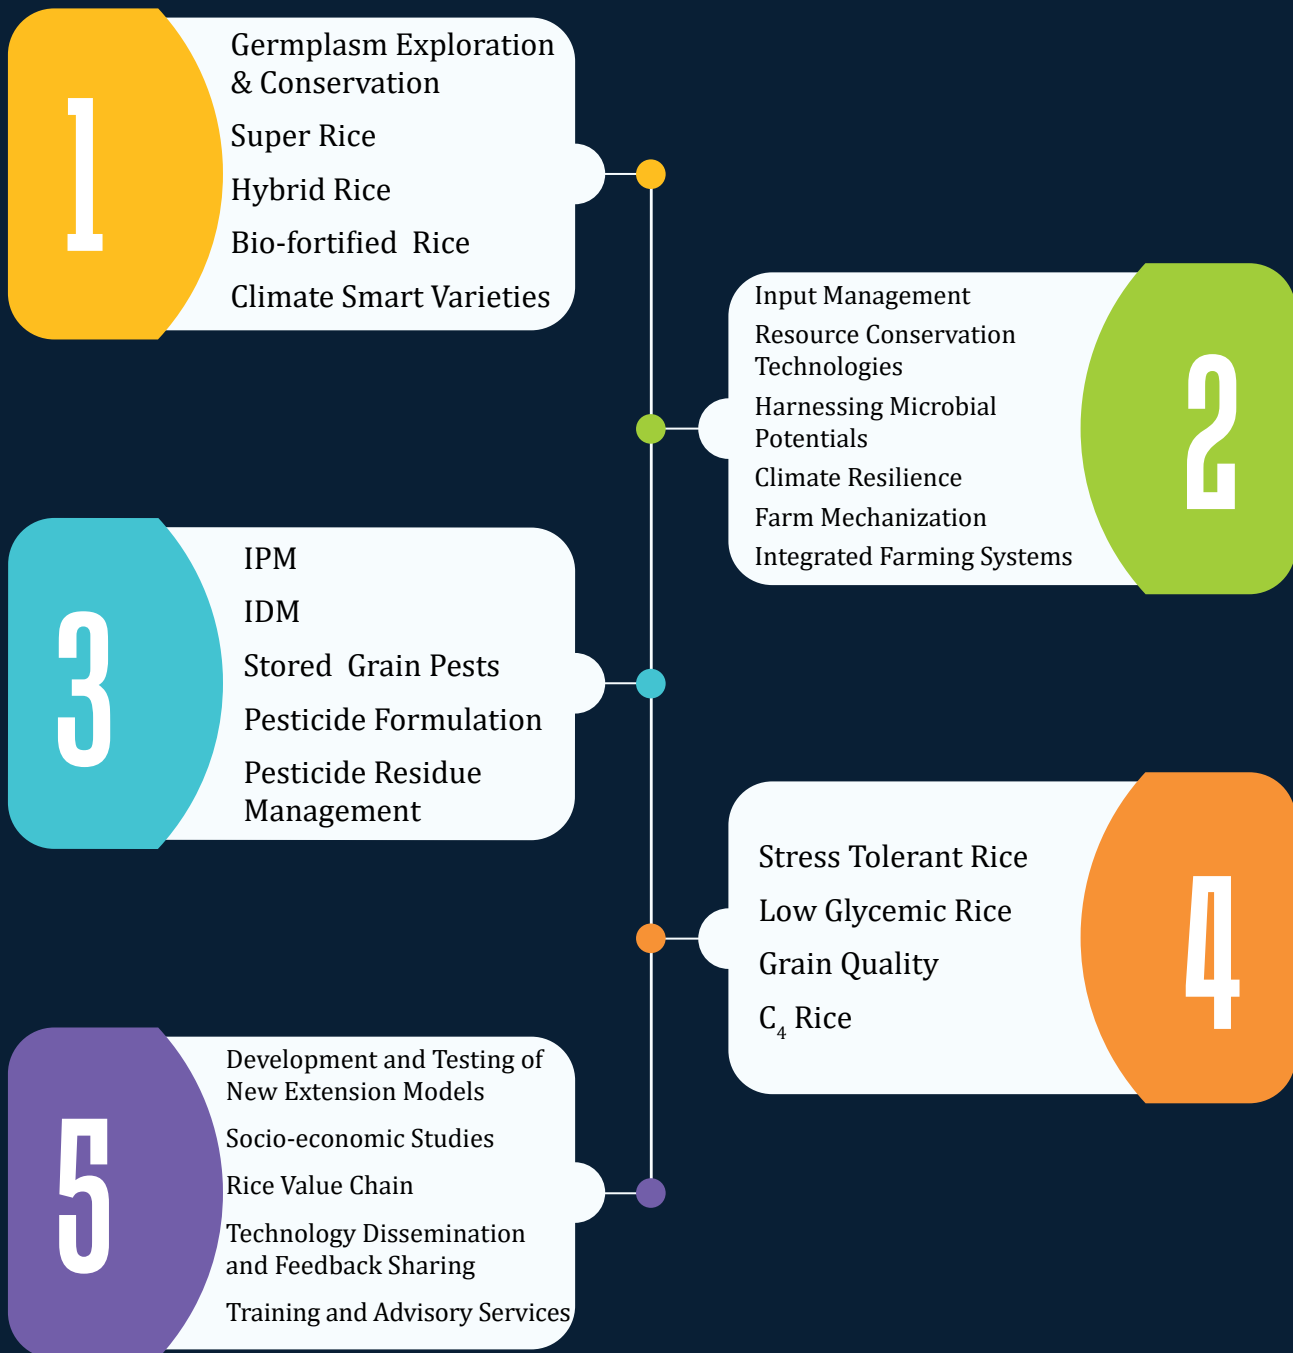 1
Germplasm Exploration
& Conservation
Super Rice
Hybrid Rice
Bio-fortified  Rice
Climate Smart Varieties
2
Input Management
Resource Conservation
Technologies
Harnessing Microbial
Potentials
Climate Resilience
Farm Mechanization
Integrated Farming Systems
3
IPM
IDM
Stored  Grain Pests
Pesticide Formulation
Pesticide Residue
Management
4
Stress Tolerant Rice
Low Glycemic Rice
Grain Quality
C₄ Rice
5
Development and Testing of
New Extension Models
Socio-economic Studies
Rice Value Chain
Technology Dissemination
and Feedback Sharing
Training and Advisory Services